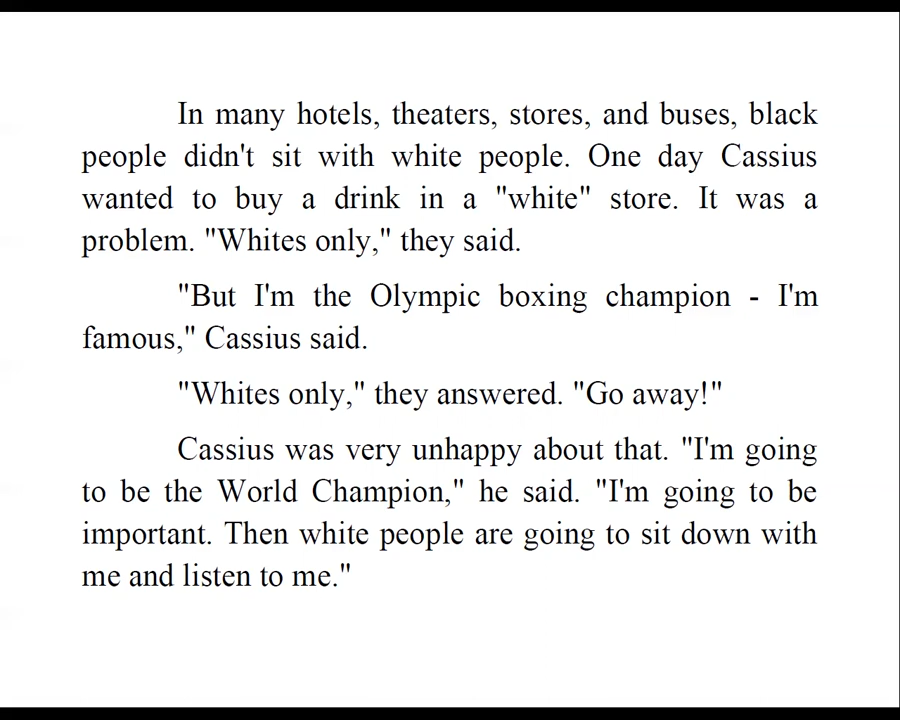 In many hotels, theaters, stores, and buses, black
people didn't sit with white people. One day Cassius
wanted to buy a drink in a "white" store. It was a
problem. "Whites only," they said.
"But I'm the Olympic boxing champion - I'm
famous," Cassius said.
"Whites only," they answered. "Go away!"
Cassius was very unhappy about that. "I'm going
to be the World Champion," he said. "I'm going to be
important. Then white people are going to sit down with
me and listen to me."